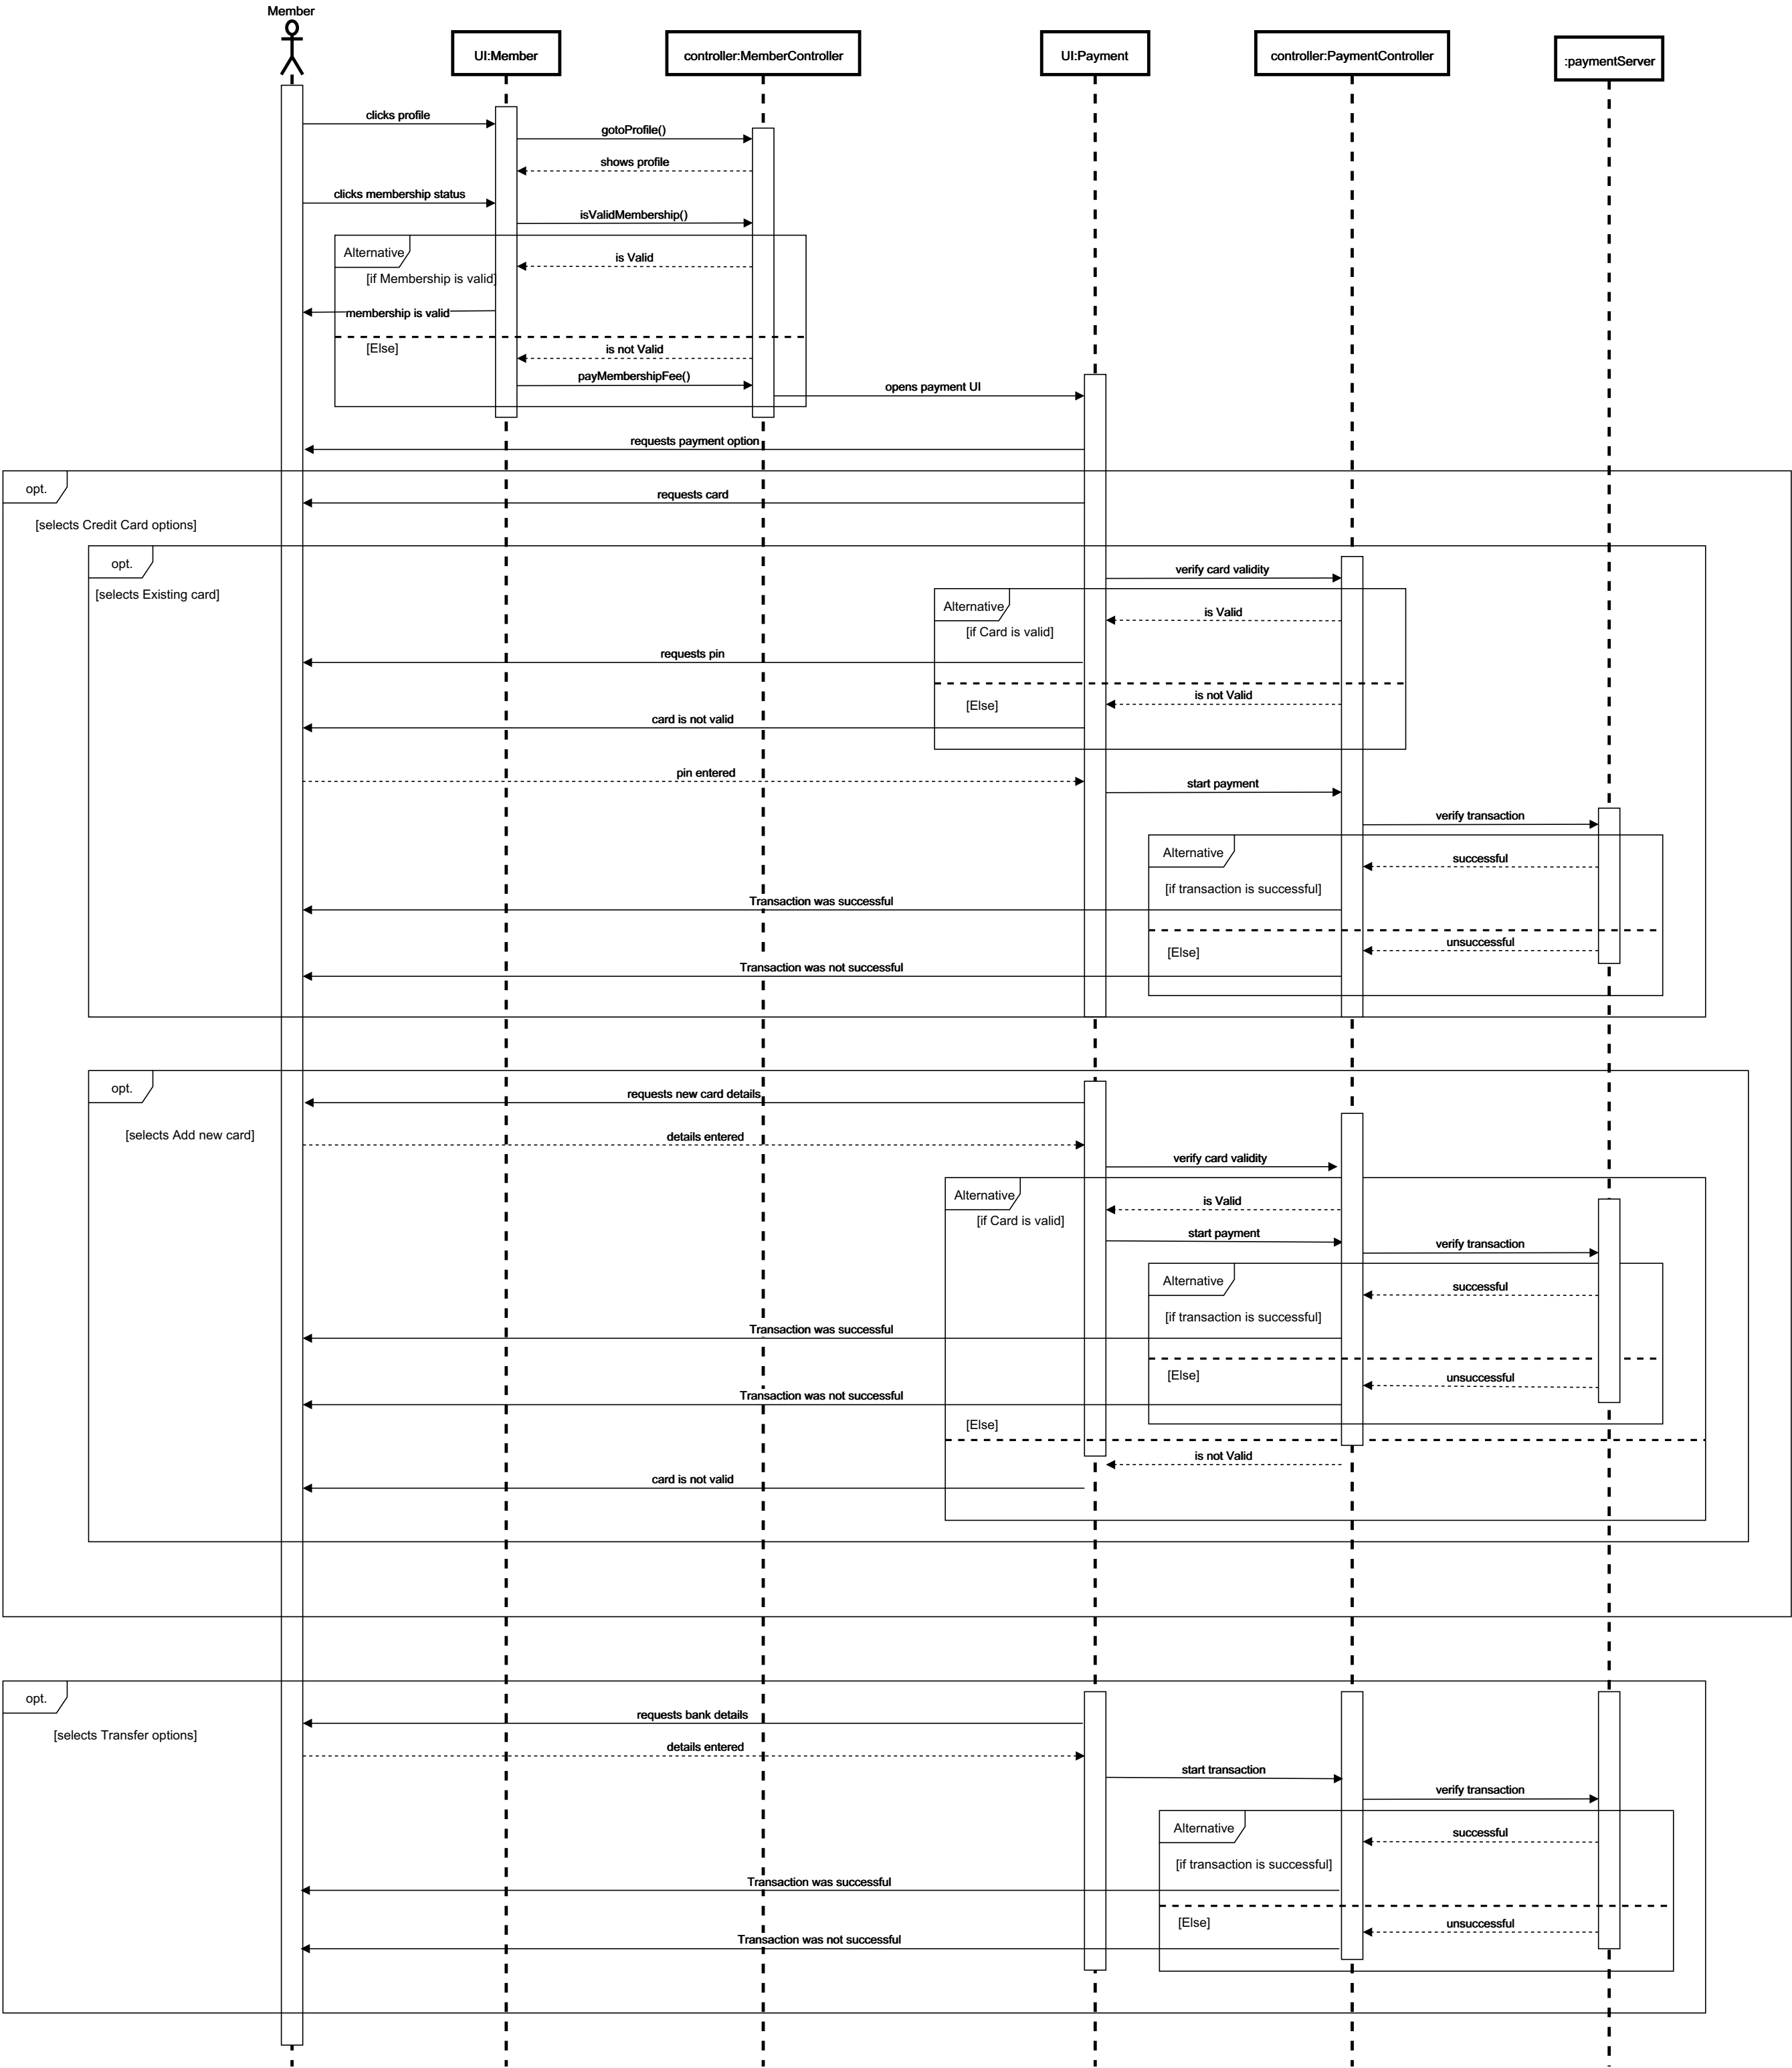 Member
UI:Member
controller:MemberController
UI:Payment
controller:PaymentController
:paymentServer
clicks profile
gotoProfile()
shows profile
clicks membership status
isValidMembership()
Alternative
is Valid
[if Membership is valid]
membership is valid
[Else]
is not Valid
payMembershipFee()
opens payment UI
requests payment option
opt.
requests card
[selects Credit Card options]
opt.
verify card validity
[selects Existing card]
Alternative
is Valid
[if Card is valid]
requests pin
is not Valid
[Else]
card is not valid
pin entered
start payment
verify transaction
Alternative
successful
[if transaction is successful]
Transaction was successful
unsuccessful
[Else]
Transaction was not successful
opt.
requests new card details
[selects Add new card]
details entered
verify card validity
Alternative
is Valid
[if Card is valid]
start payment
verify transaction
Alternative
successful
[if transaction is successful]
Transaction was successful
[Else]
unsuccessful
Transaction was not successful
[Else]
is not Valid
card is not valid
opt.
requests bank details
[selects Transfer options]
details entered
start transaction
verify transaction
Alternative
successful
[if transaction is successful]
Transaction was successful
[Else]
unsuccessful
Transaction was not successful